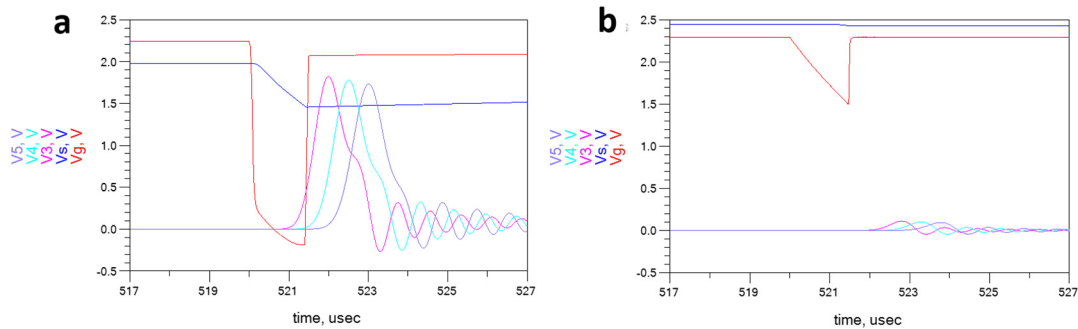 a
2.5
2.0
1.5
1.0
0.5
0.0
-0.5
V5, V
V4, V
V3, V
Vs, V
Vg, V
517 519 521 523 525 527
time, usec
b
2.5
2.0
1.5
1.0
0.5
0.0
-0.5
V5, V
V4, V
V3, V
Vs, V
Vg, V
517 519 521 523 525 527
time, usec